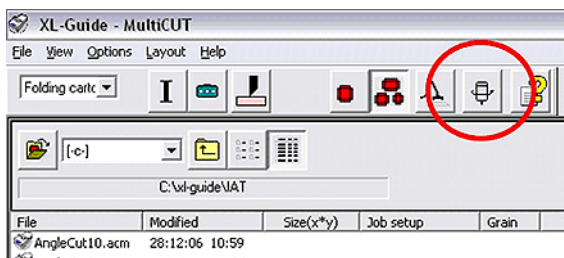 XL-Guide - MultiCUT
File View Options Layout Help
Folding carto
[-c-]
C:\xl-guide\IAT
File Modified Size(x*y) Job setup Grain
AngleCut10.acm 28:12:06 10:59